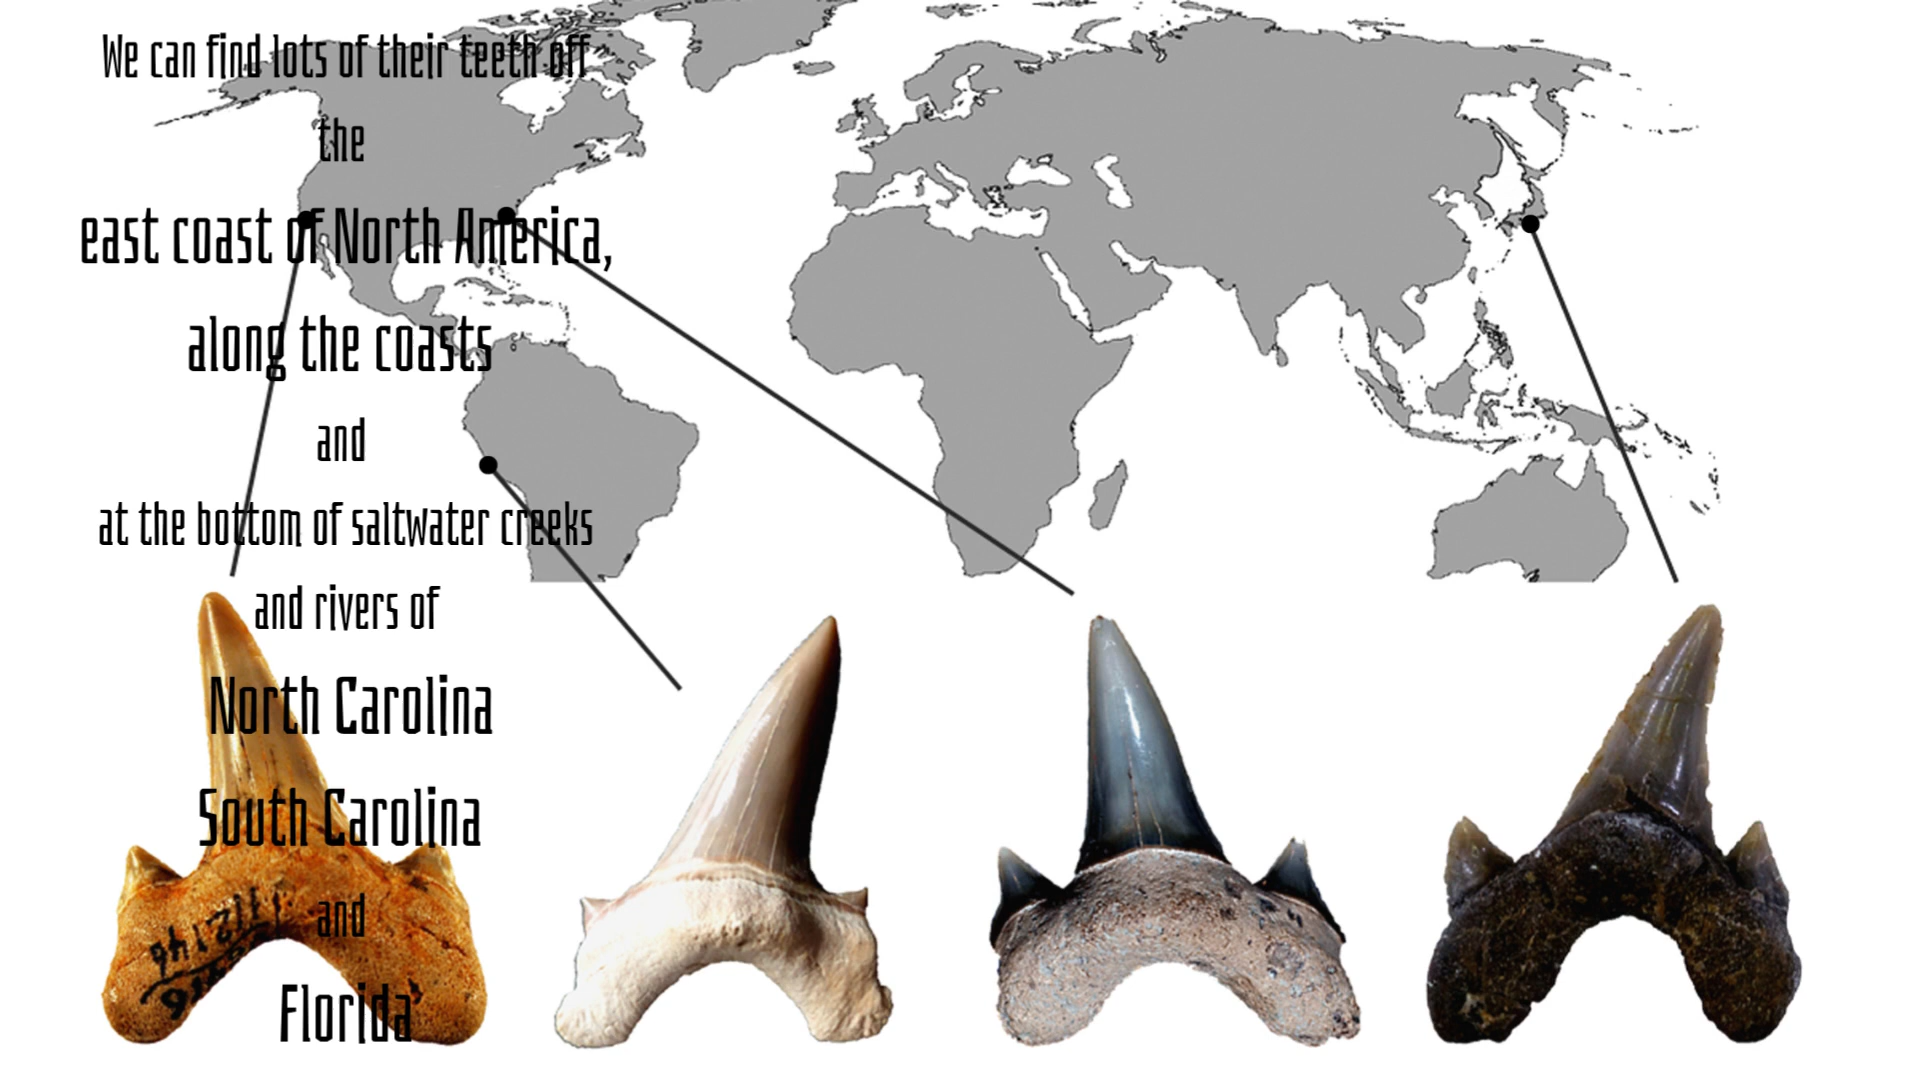 We can find lots of their teeth off
the
east coast of North America,
along the coasts
and
at the bottom of saltwater creeks
and rivers of
North Carolina
South Carolina
and
Florida